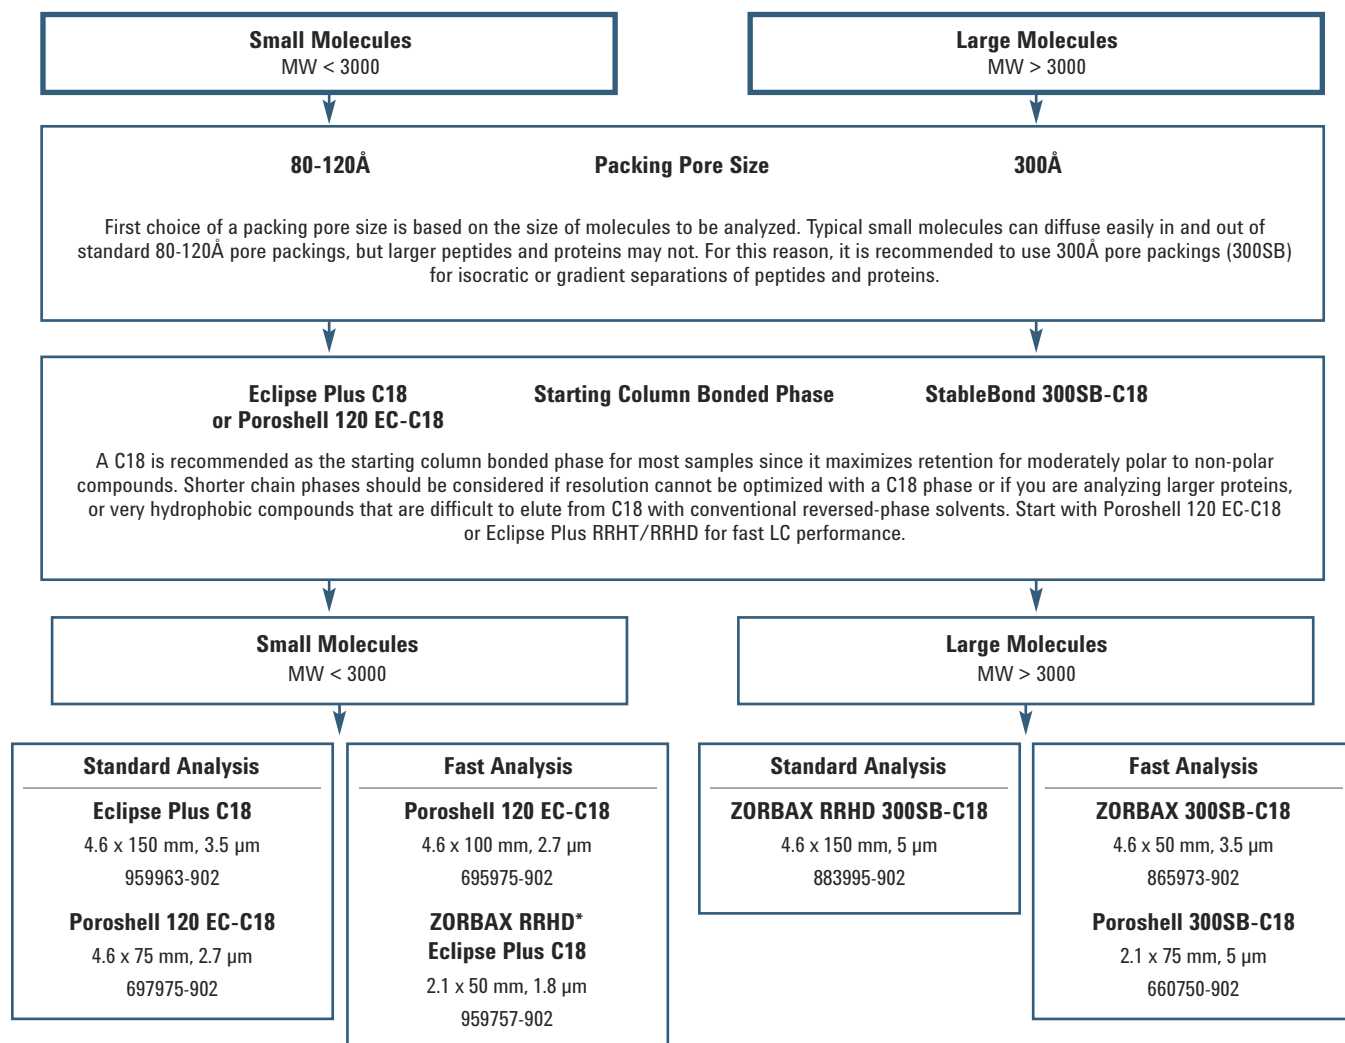 Small Molecules
MW < 3000
Large Molecules
MW > 3000
80-120Å
Packing Pore Size
300Å
First choice of a packing pore size is based on the size of molecules to be analyzed. Typical small molecules can diffuse easily in and out of
standard 80-120Å pore packings, but larger peptides and proteins may not. For this reason, it is recommended to use 300Å pore packings (300SB)
for isocratic or gradient separations of peptides and proteins.
Eclipse Plus C18
or Poroshell 120 EC-C18
Starting Column Bonded Phase
StableBond 300SB-C18
A C18 is recommended as the starting column bonded phase for most samples since it maximizes retention for moderately polar to non-polar
compounds. Shorter chain phases should be considered if resolution cannot be optimized with a C18 phase or if you are analyzing larger proteins,
or very hydrophobic compounds that are difficult to elute from C18 with conventional reversed-phase solvents. Start with Poroshell 120 EC-C18
or Eclipse Plus RRHT/RRHD for fast LC performance.
Small Molecules
MW < 3000
Large Molecules
MW > 3000
Standard Analysis
Eclipse Plus C18
4.6 x 150 mm, 3.5 µm
959963-902
Poroshell 120 EC-C18
4.6 x 75 mm, 2.7 µm
697975-902
Fast Analysis
Poroshell 120 EC-C18
4.6 x 100 mm, 2.7 µm
695975-902
ZORBAX RRHD*
Eclipse Plus C18
2.1 x 50 mm, 1.8 µm
959757-902
Standard Analysis
ZORBAX RRHD 300SB-C18
4.6 x 150 mm, 5 µm
883995-902
Fast Analysis
ZORBAX 300SB-C18
4.6 x 50 mm, 3.5 µm
865973-902
Poroshell 300SB-C18
2.1 x 75 mm, 5 µm
660750-902